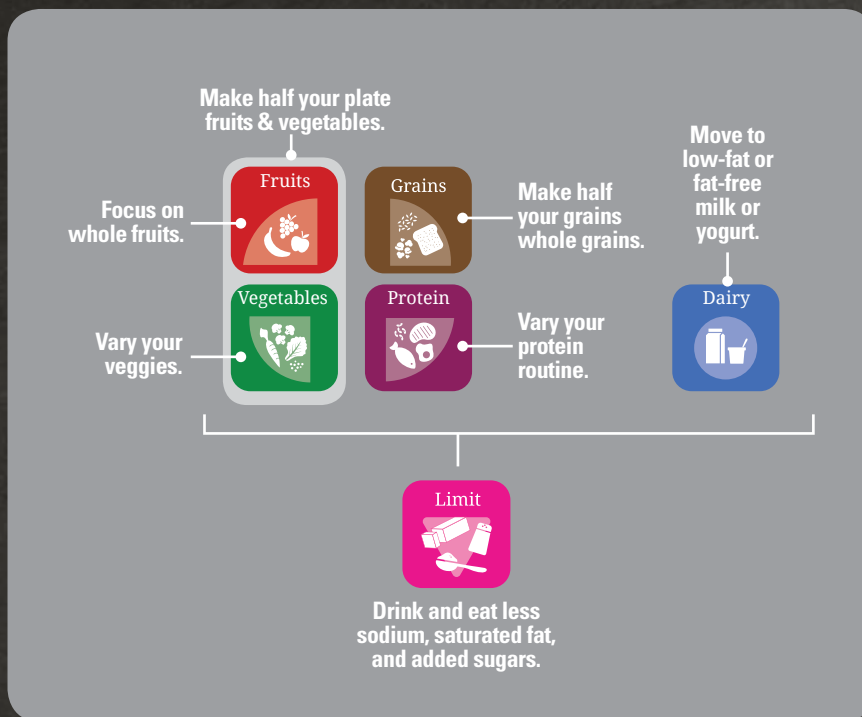 Make half your plate
fruits & vegetables.
Fruits
Focus on
whole fruits.
Grains
Make half
your grains
whole grains.
Move to
low-fat or
fat-free
milk or
yogurt.
Vegetables
Vary your
veggies.
Protein
Vary your
protein
routine.
Dairy
Limit
Drink and eat less
sodium, saturated fat,
and added sugars.